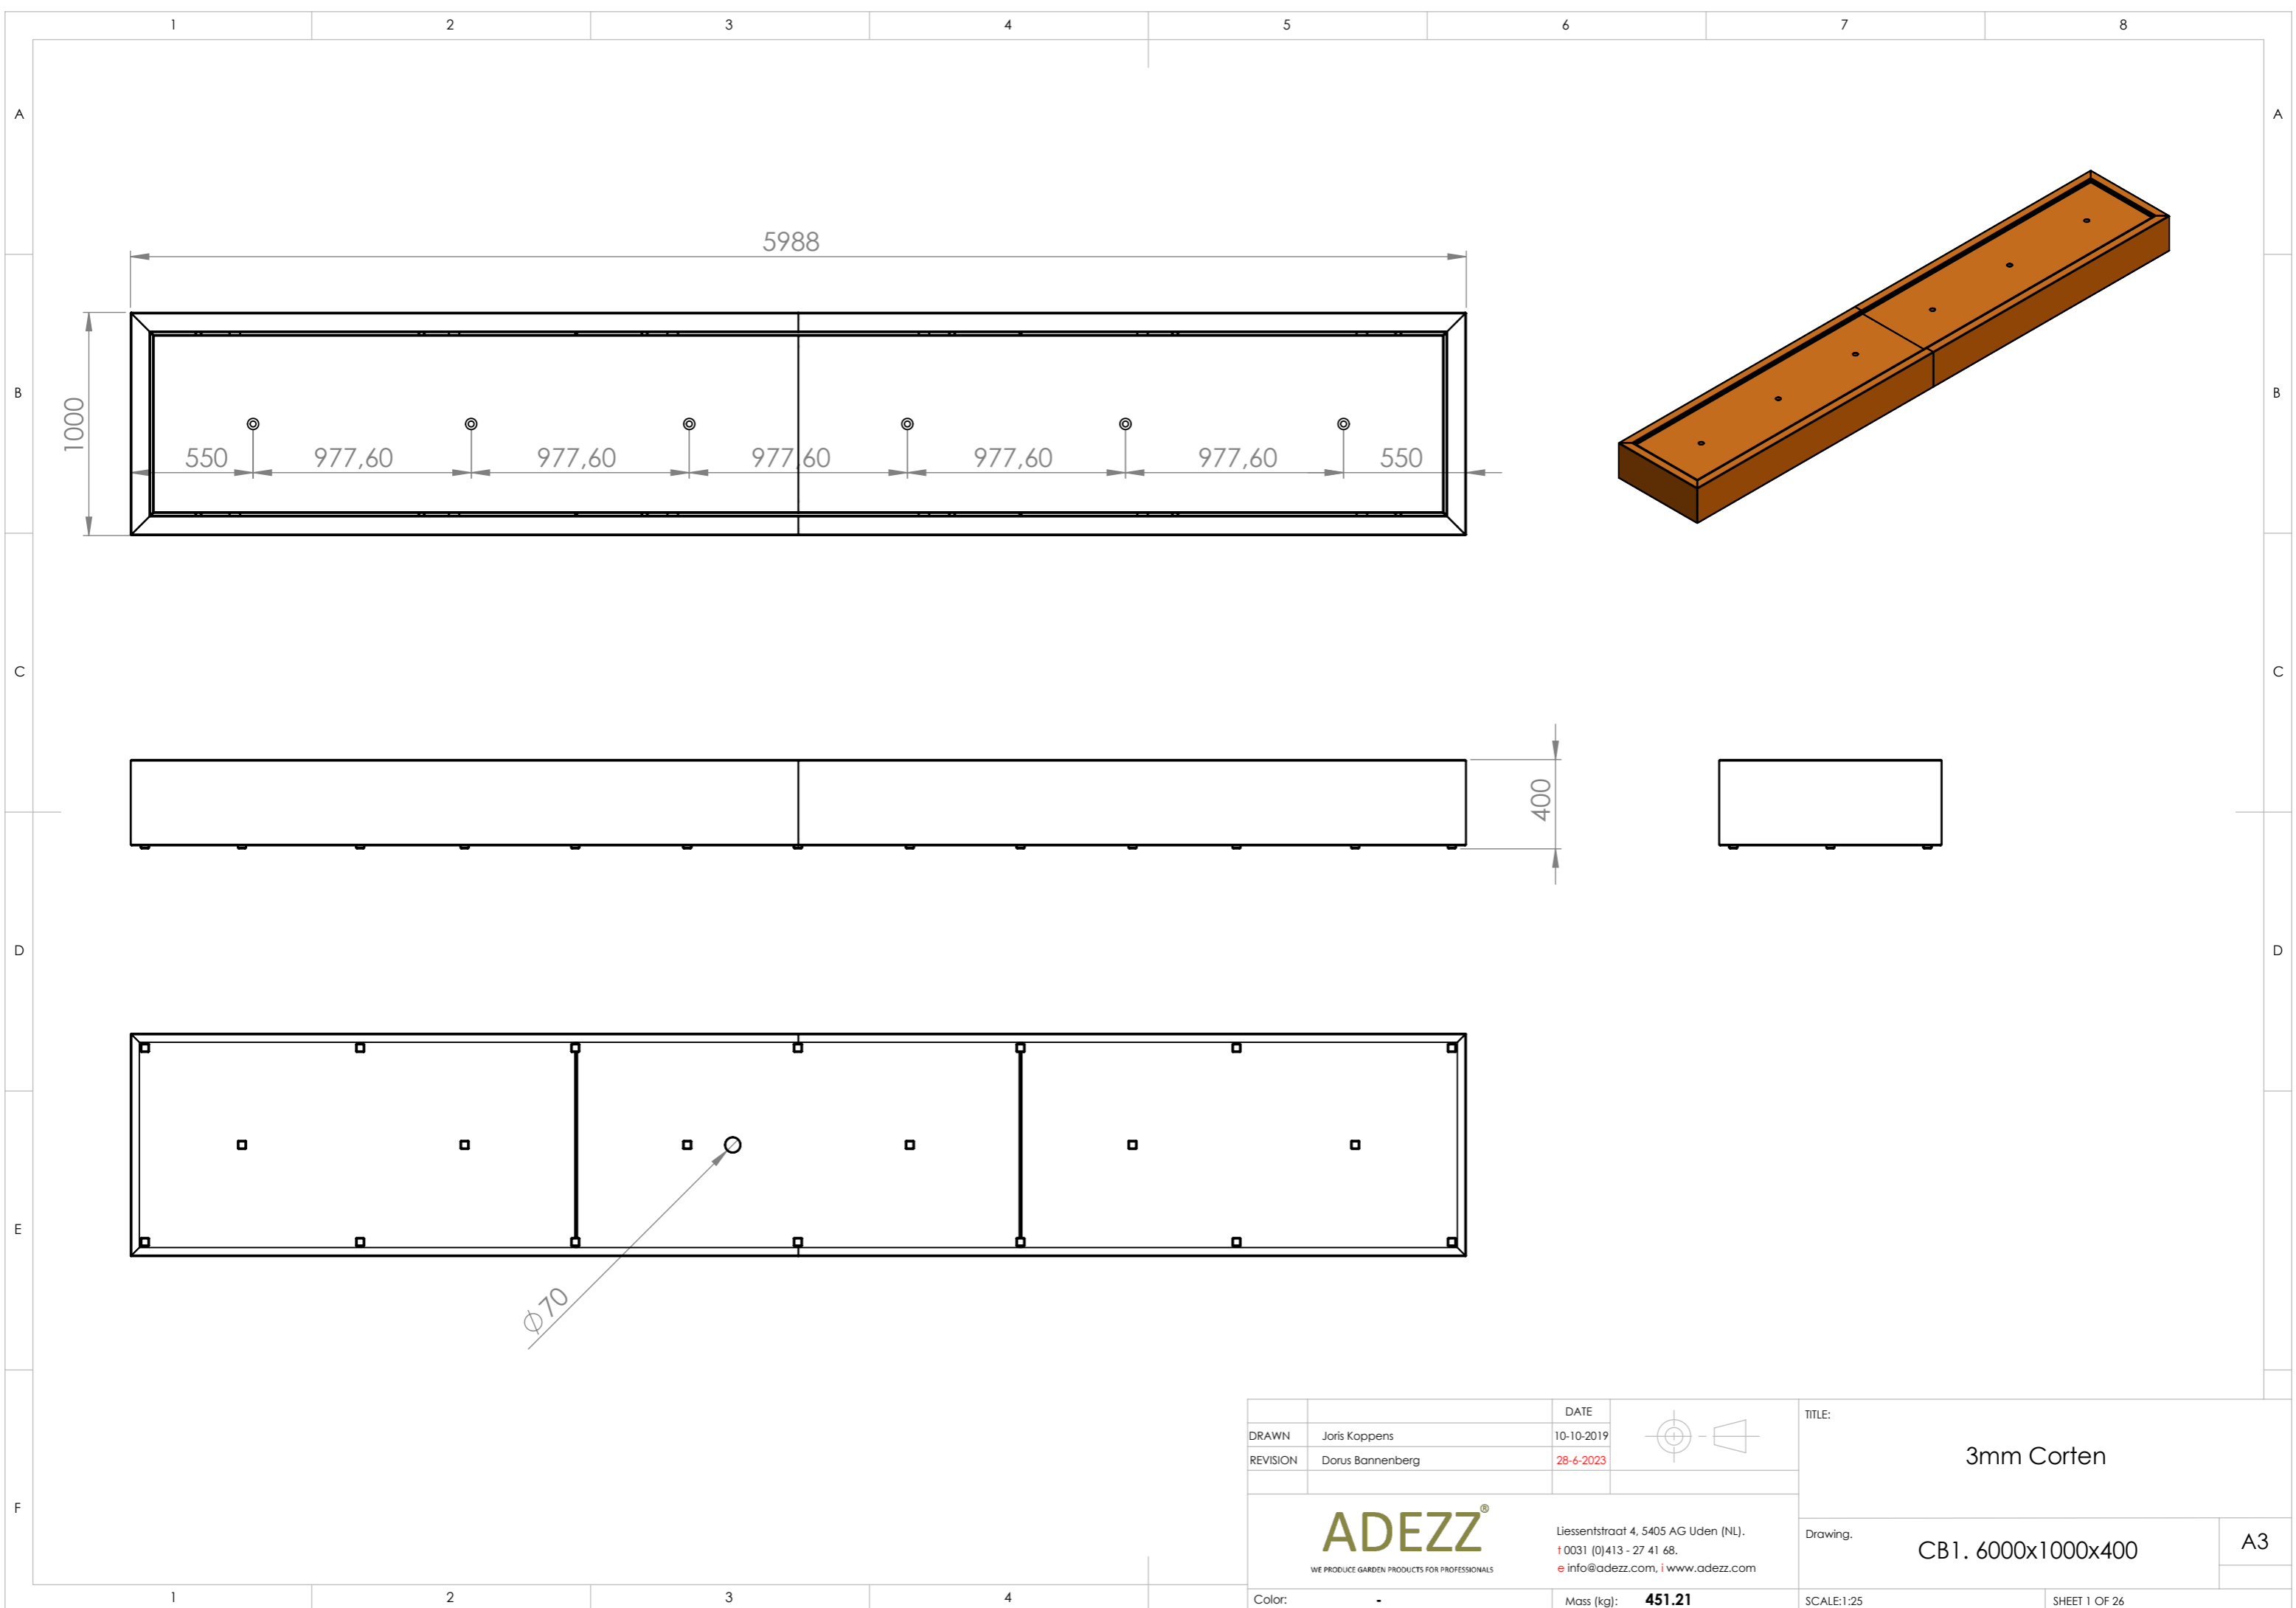 1 2 3 4 5 6 7 8
A A
5988
B B
1000
550 977,60 977,60 977,60 977,60 977,60 550
C C
400
D D
E E
Ø70
F
DATE
DRAWN Joris Koppens 10-10-2019
REVISION Dorus Bannenberg 28-6-2023
TITLE:
3mm Corten
ADEZZ®
WE PRODUCE GARDEN PRODUCTS FOR PROFESSIONALS
Liessentstraat 4, 5405 AG Uden (NL).
t 0031 (0)413 - 27 41 68.
e info@adezz.com, i www.adezz.com
Drawing.
CB1. 6000x1000x400
A3
1 2 3 4
Color: -
Mass (kg): 451.21
SCALE:1:25
SHEET 1 OF 26